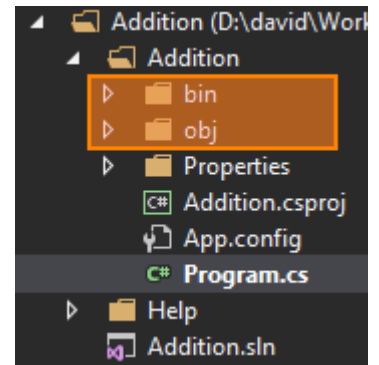 Addition (D:\david\Work
Addition
bin
obj
Properties
C# Addition.csproj
App.config
C# Program.cs
Help
Addition.sln